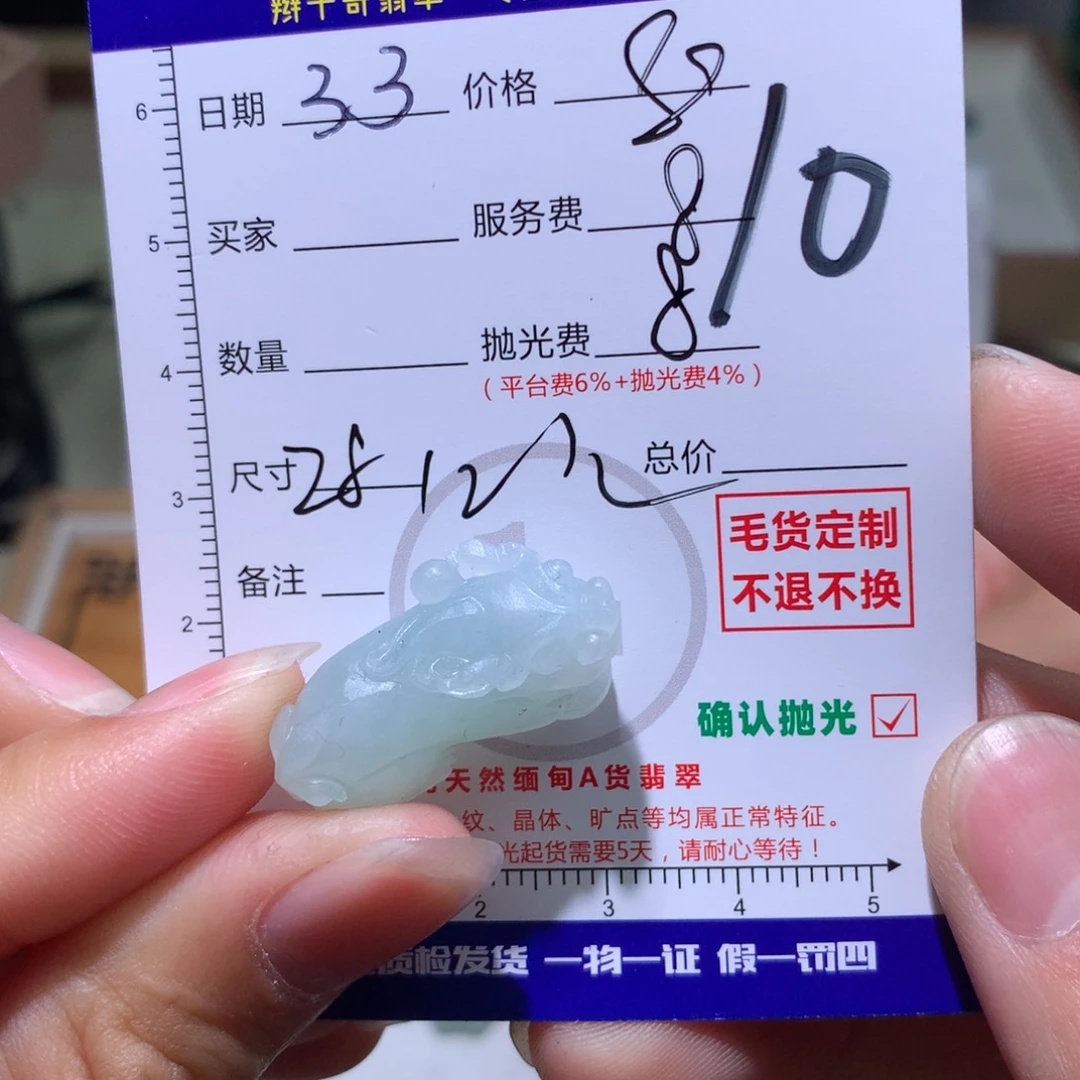 辩千哥翡翠
日期 33 价格 8
买家 服务费 8 /10
数量 抛光费 8
（平台费6%+抛光费4%）
尺寸 28 12 总价
毛货定制
不退不换
备注
确认抛光
天然缅甸A货翡翠
纹、晶体、旷点等均属正常特征。
光起货需要5天，请耐心等待！
6
5
4
3
2
2 3 4 5
质检发货 一物一证 假一罚四